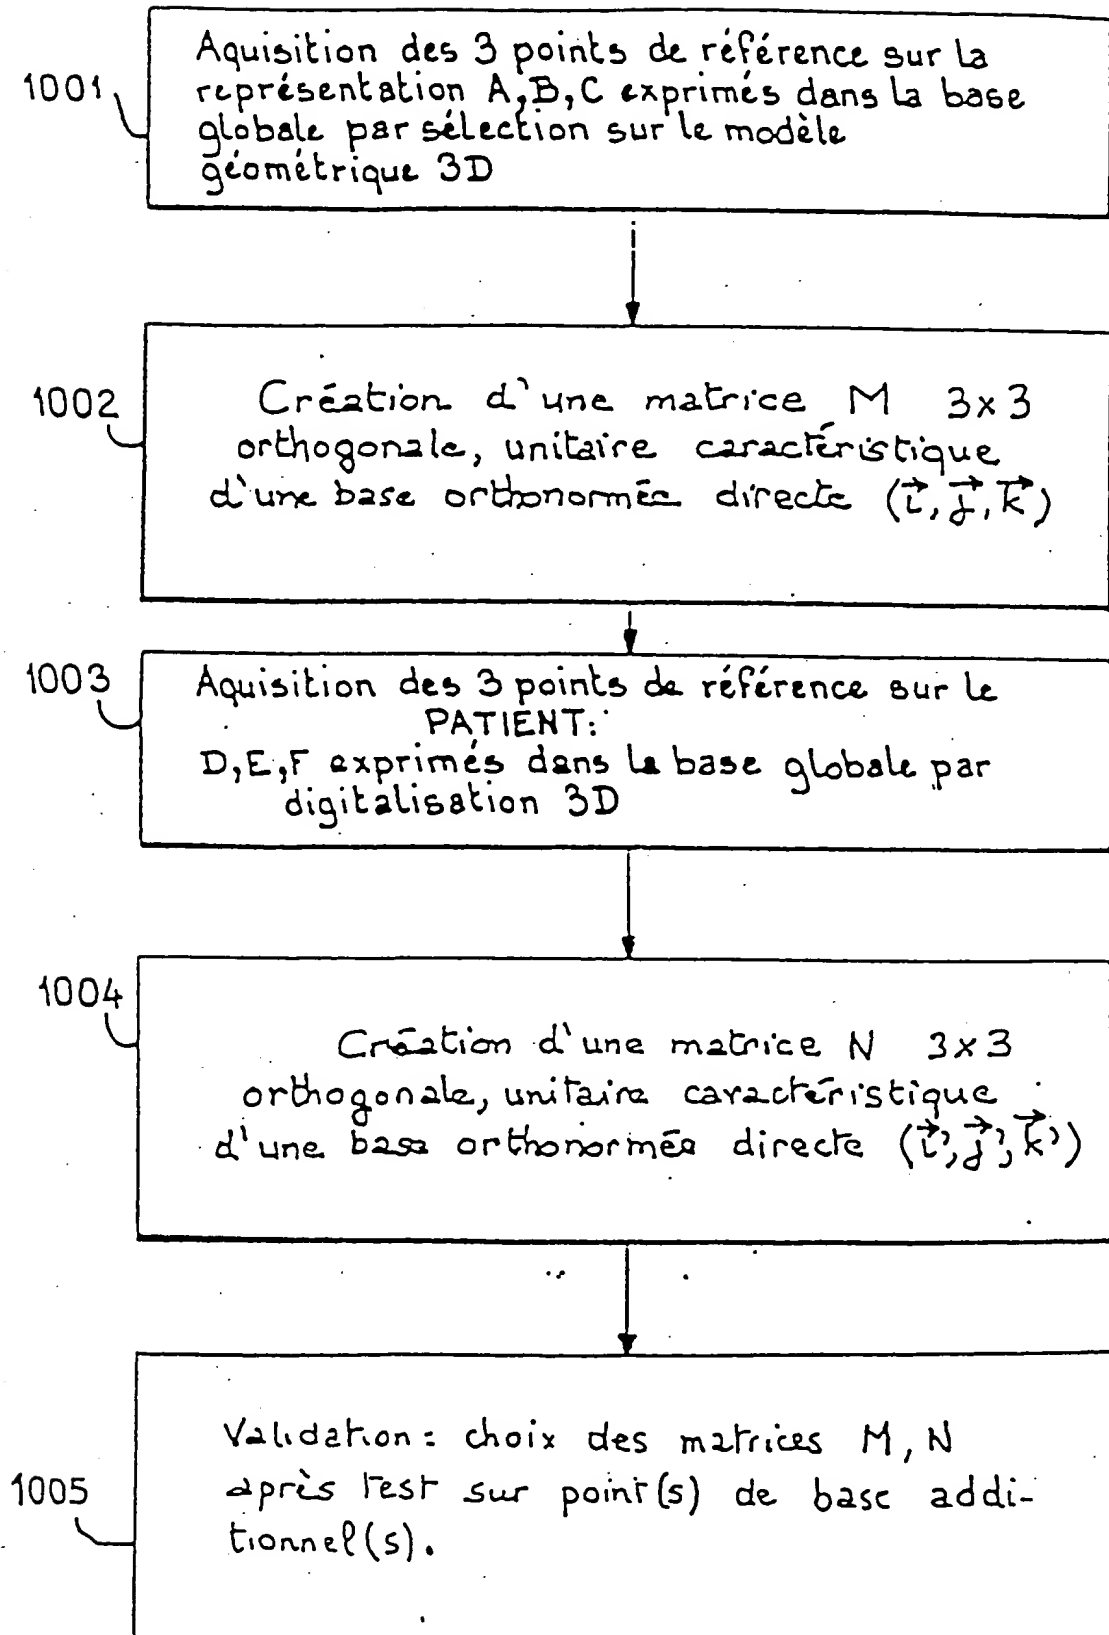 1001
Aquisition des 3 points de référence sur la
représentation A,B,C exprimés dans la base
globale par sélection sur le modèle
géométrique 3D
1002
Création d'une matrice M 3x3
orthogonale, unitaire caractéristique
d'une base orthonormée directe (i⃗, j⃗, k⃗)
1003
Aquisition des 3 points de référence sur le
PATIENT:
D,E,F exprimés dans la base globale par
digitalisation 3D
1004
Création d'une matrice N 3x3
orthogonale, unitaire caractéristique
d'une base orthonormée directe (i⃗', j⃗', k⃗')
1005
Validation: choix des matrices M, N
après test sur point(s) de base addi-
tionnel(s).